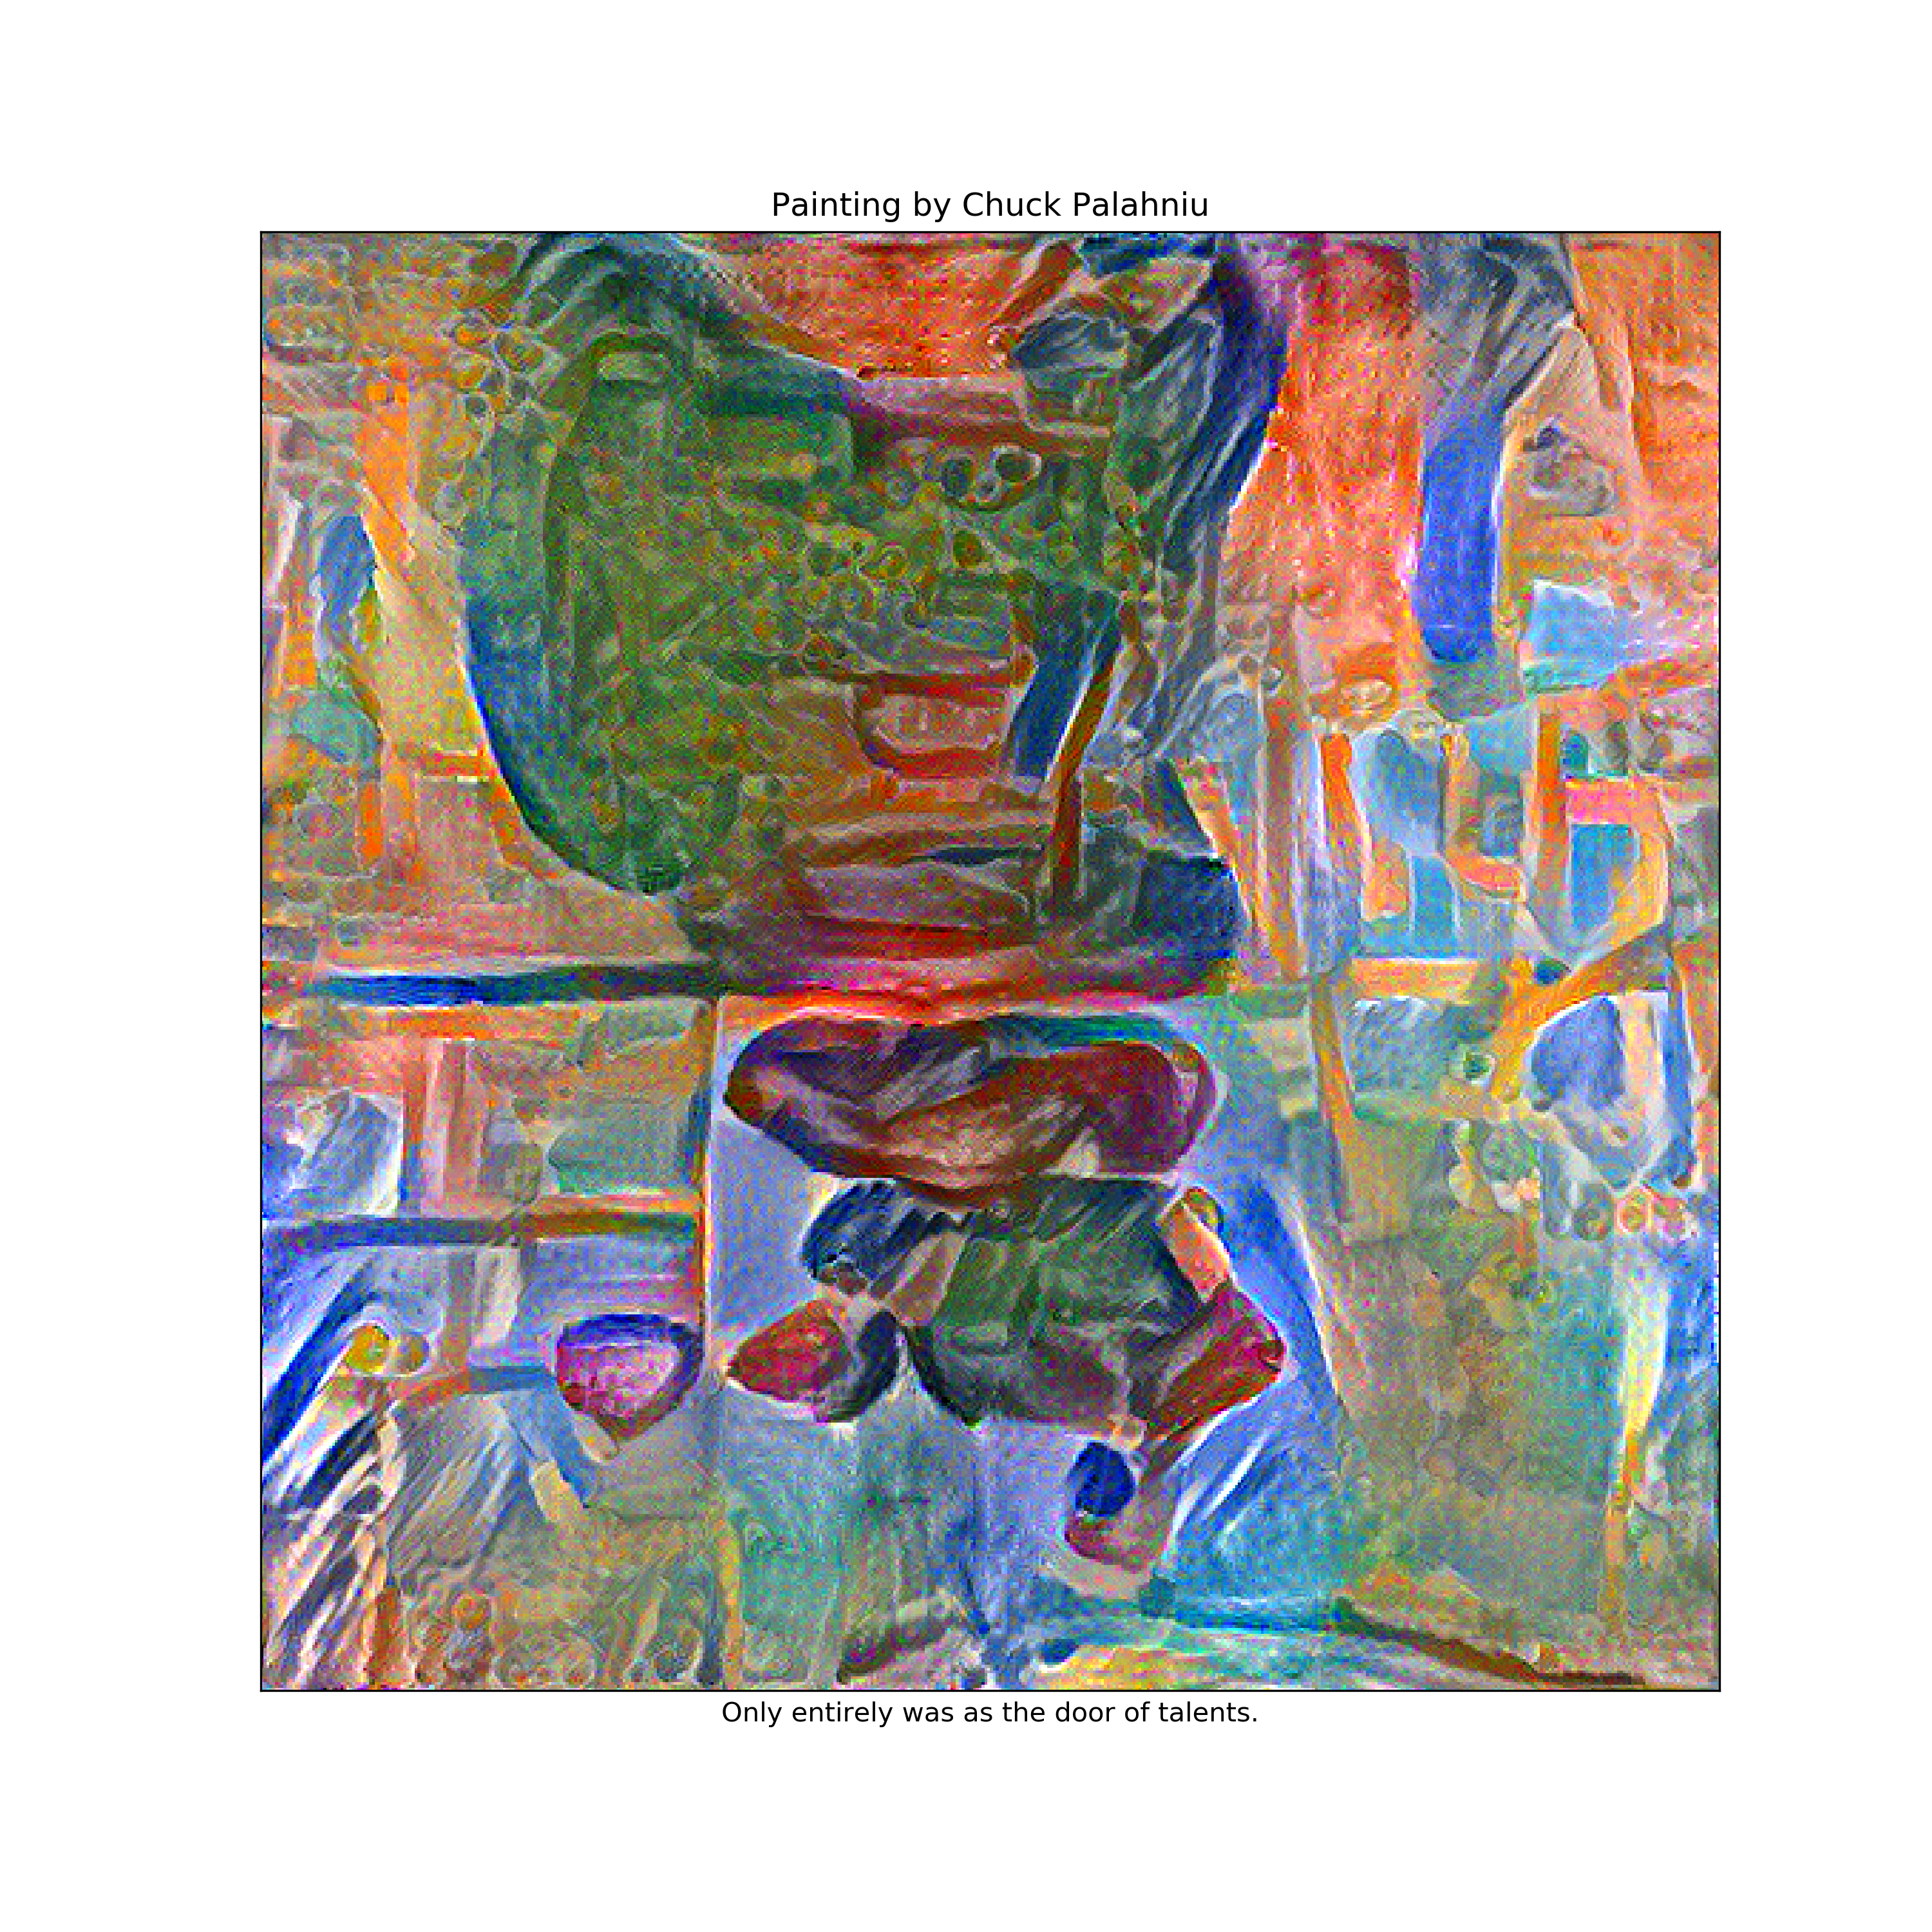 Painting by Chuck Palahniu
Only entirely was as the door of talents.